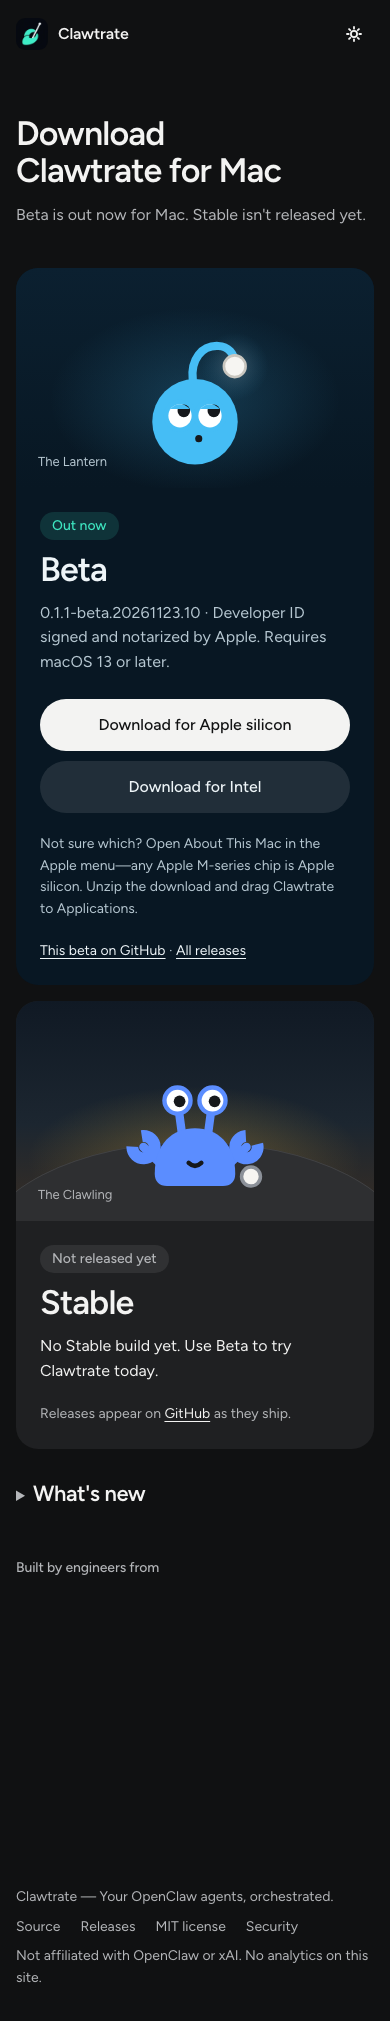 Clawtrate
Download
Clawtrate for Mac
Beta is out now for Mac. Stable isn't released yet.
The Lantern
Out now
Beta
0.1.1-beta.20261123.10 · Developer ID
signed and notarized by Apple. Requires
macOS 13 or later.
Download for Apple silicon
Download for Intel
Not sure which? Open About This Mac in the
Apple menu—any Apple M-series chip is Apple
silicon. Unzip the download and drag Clawtrate
to Applications.
This beta on GitHub · All releases
The Clawling
Not released yet
Stable
No Stable build yet. Use Beta to try
Clawtrate today.
Releases appear on GitHub as they ship.
What's new
Built by engineers from
Clawtrate — Your OpenClaw agents, orchestrated.
Source Releases MIT license Security
Not affiliated with OpenClaw or xAI. No analytics on this
site.